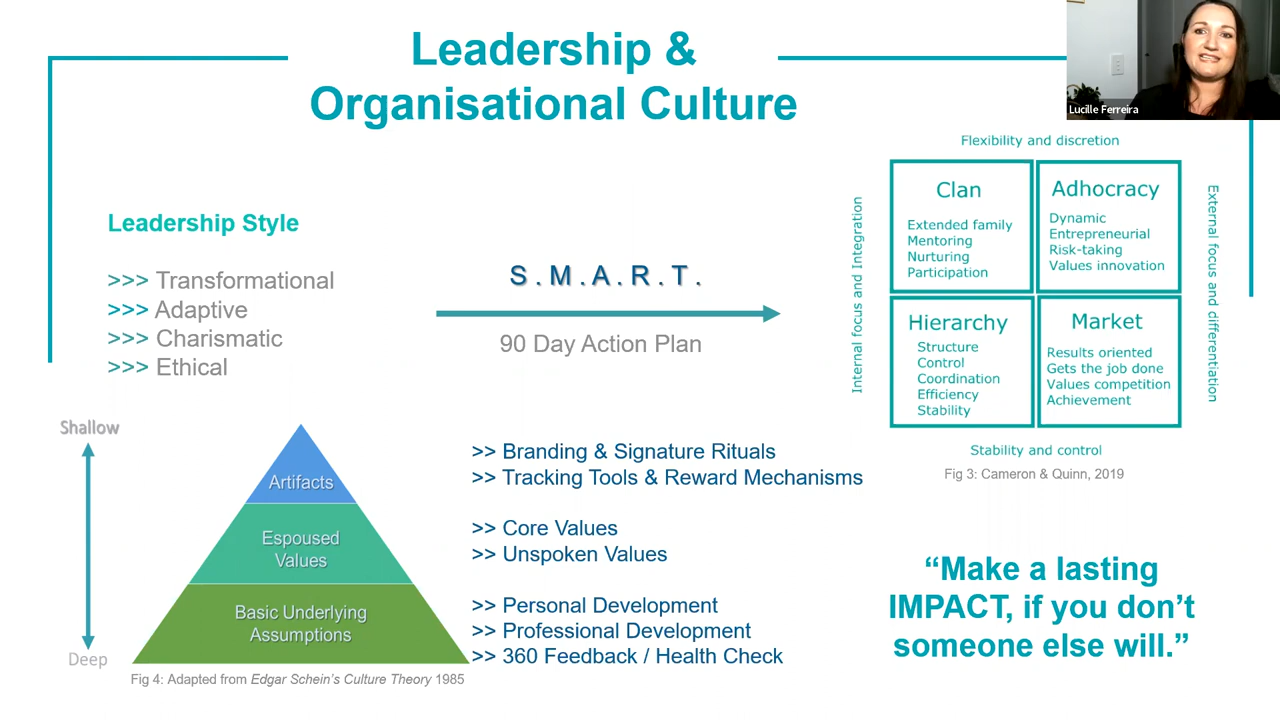 Leadership &
Organisational Culture
Lucille Ferreira
Leadership Style
>>> Transformational
>>> Adaptive
>>> Charismatic
>>> Ethical
S.M.A.R.T.
90 Day Action Plan
Flexibility and discretion
Internal focus and Integration
External focus and differentiation
Clan
Extended family
Mentoring
Nurturing
Participation
Adhocracy
Dynamic
Entrepreneurial
Risk-taking
Values innovation
Hierarchy
Structure
Control
Coordination
Efficiency
Stability
Market
Results oriented
Gets the job done
Values competition
Achievement
Stability and control
Fig 3: Cameron & Quinn, 2019
Shallow
Deep
Artifacts
Espoused
Values
Basic Underlying
Assumptions
Fig 4: Adapted from Edgar Schein's Culture Theory 1985
>> Branding & Signature Rituals
>> Tracking Tools & Reward Mechanisms
>> Core Values
>> Unspoken Values
>> Personal Development
>> Professional Development
>> 360 Feedback / Health Check
“Make a lasting
IMPACT, if you don’t
someone else will.”